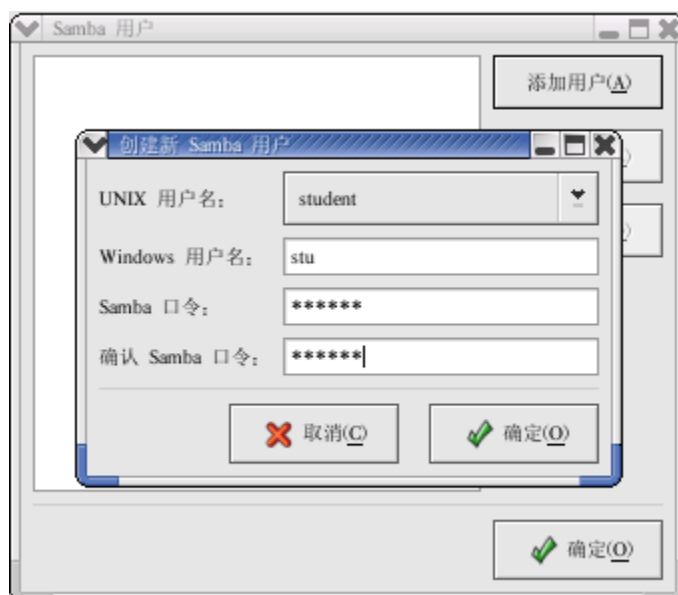 Samba 用户
添加用户(A)
创建新 Samba 用户
UNIX 用户名：
student
Windows 用户名：
stu
Samba 口令：
******
确认 Samba 口令：
******
取消(C)
确定(O)
确定(O)